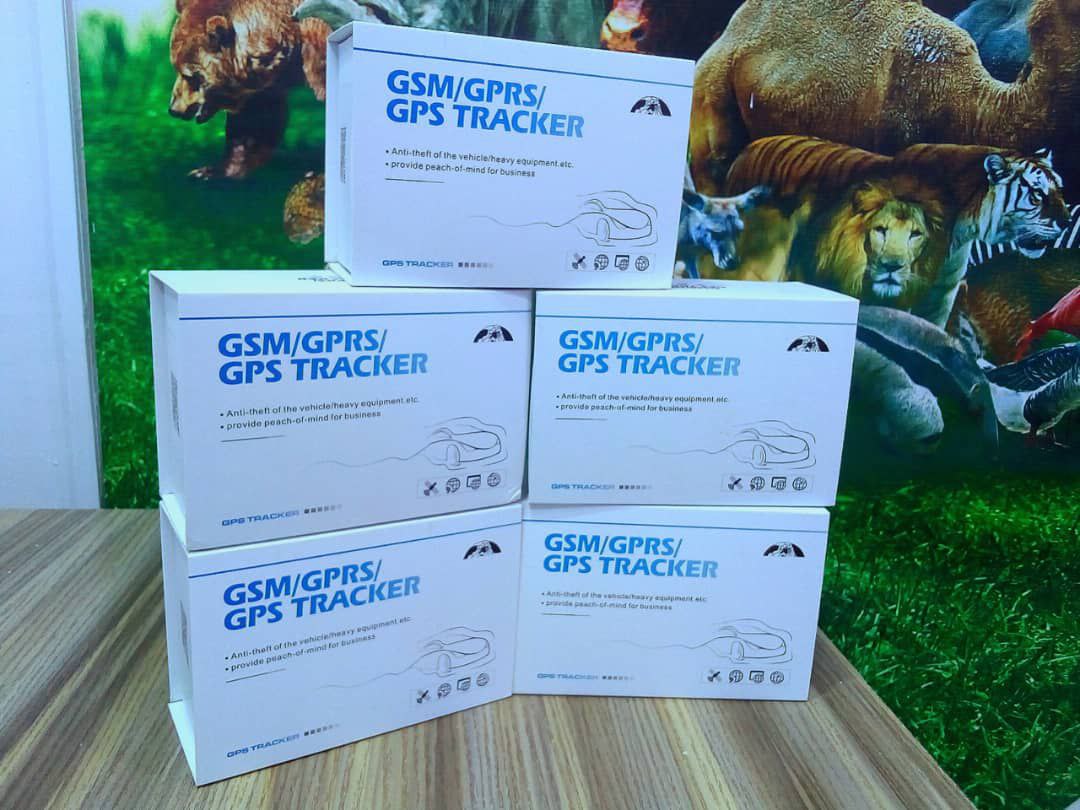 GSM/GPRS/
GPS TRACKER
• Anti-theft of the vehicle/heavy equipment.etc.
• provide peach-of-mind for business
GPS TRACKER
GSM/GPRS/
GPS TRACKER
• Anti-theft of the vehicle/heavy equipment.etc.
• provide peach-of-mind for business
GPS TRACKER
GSM/GPRS/
GPS TRACKER
• Anti-theft of the vehicle/heavy equipment.etc.
• provide peach-of-mind for business
GPS TRACKER
GSM/GPRS/
GPS TRACKER
• Anti-theft of the vehicle/heavy equipment.etc.
• provide peach-of-mind for business
GPS TRACKER
GSM/GPRS/
GPS TRACKER
• Anti-theft of the vehicle/heavy equipment.etc.
• provide peach-of-mind for business
GPS TRACKER